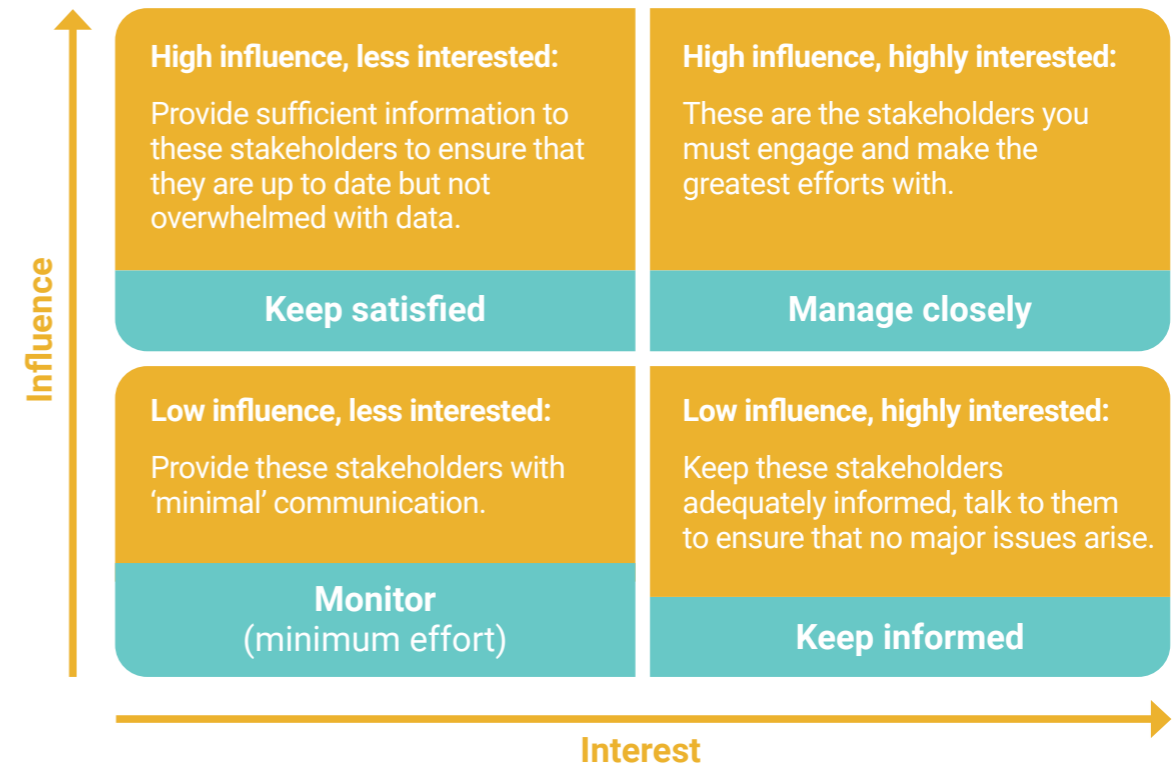 Influence
High influence, less interested:
Provide sufficient information to
these stakeholders to ensure that
they are up to date but not
overwhelmed with data.
Keep satisfied
High influence, highly interested:
These are the stakeholders you
must engage and make the
greatest efforts with.
Manage closely
Low influence, less interested:
Provide these stakeholders with
‘minimal’ communication.
Monitor
(minimum effort)
Low influence, highly interested:
Keep these stakeholders
adequately informed, talk to them
to ensure that no major issues arise.
Keep informed
Interest